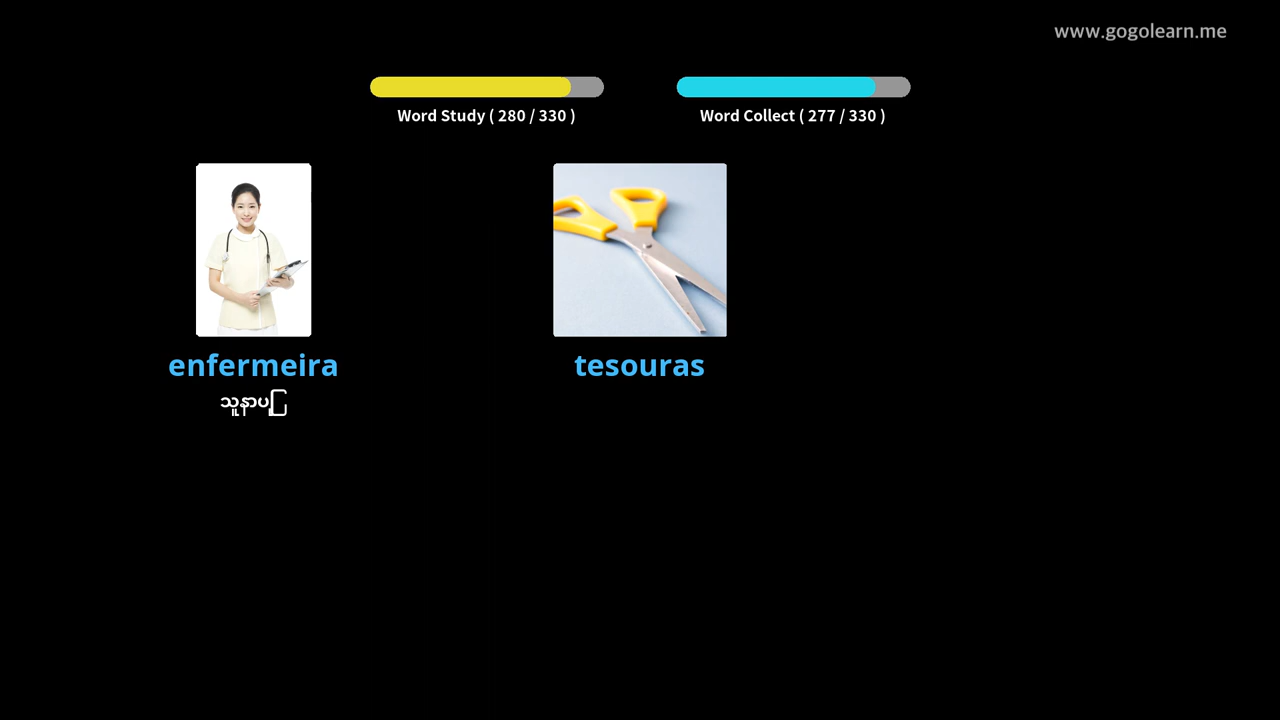 www.gogolearn.me
Word Study ( 280 / 330 )
Word Collect ( 277 / 330 )
enfermeira
tesouras
သူနာပြု